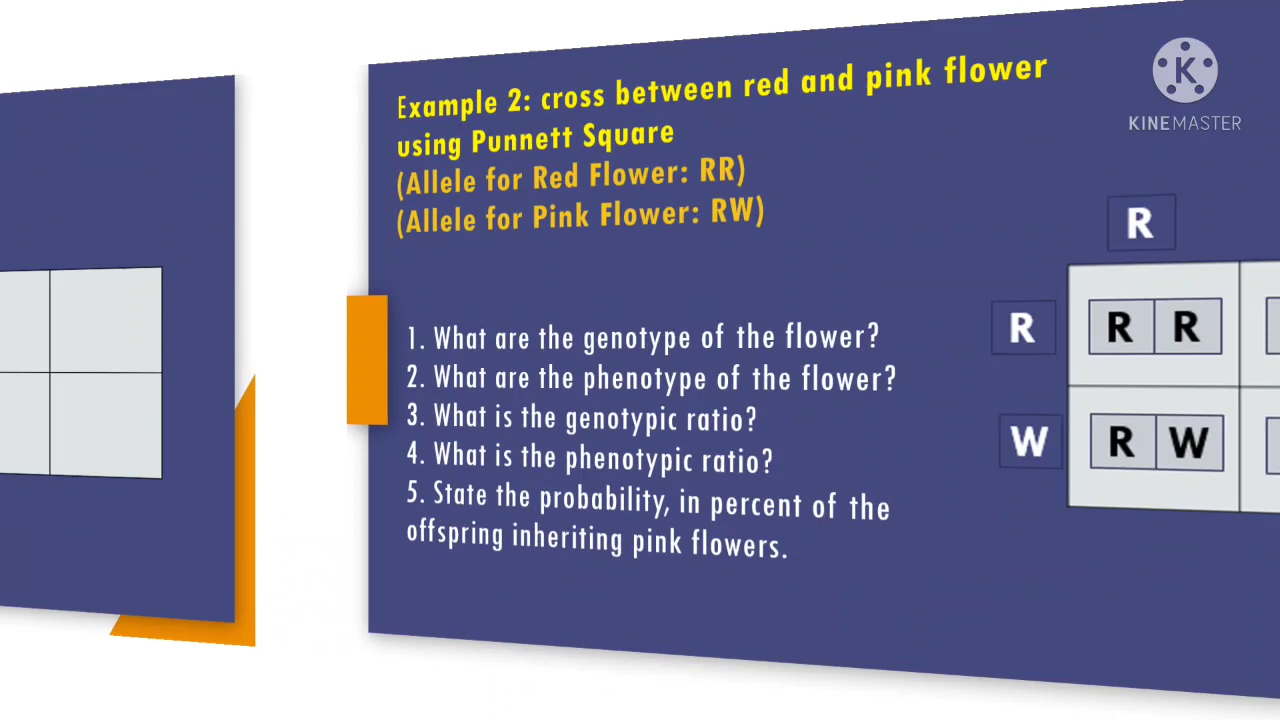 Example 2: cross between red and pink flower
using Punnett Square
(Allele for Red Flower: RR)
(Allele for Pink Flower: RW)
K
KINEMASTER
1. What are the genotype of the flower?
2. What are the phenotype of the flower?
3. What is the genotypic ratio?
4. What is the phenotypic ratio?
5. State the probability, in percent of the
offspring inheriting pink flowers.
R
R R R
W R W